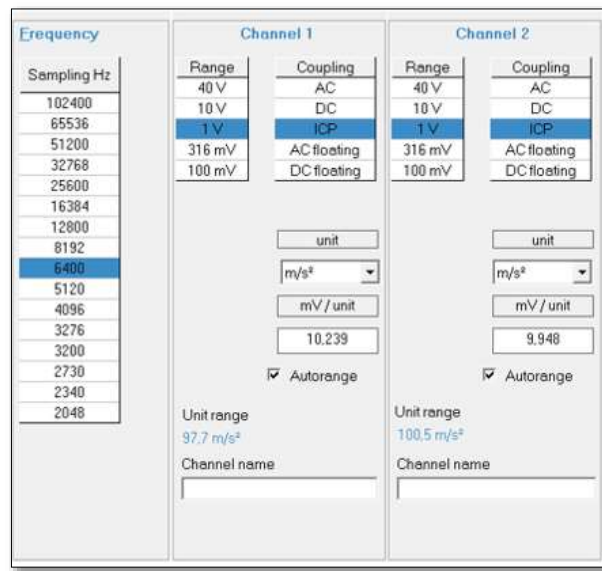 Frequency
Sampling Hz
102400
65536
51200
32768
25600
16384
12800
8192
6400
5120
4096
3276
3200
2730
2340
2048
Channel 1
Range Coupling
40 V AC
10 V DC
1 V ICP
316 mV AC floating
100 mV DC floating
unit
m/s²
mV / unit
10,239
Autorange
Unit range
97,7 m/s²
Channel name
Channel 2
Range Coupling
40 V AC
10 V DC
1 V ICP
316 mV AC floating
100 mV DC floating
unit
m/s²
mV / unit
9,948
Autorange
Unit range
100,5 m/s²
Channel name